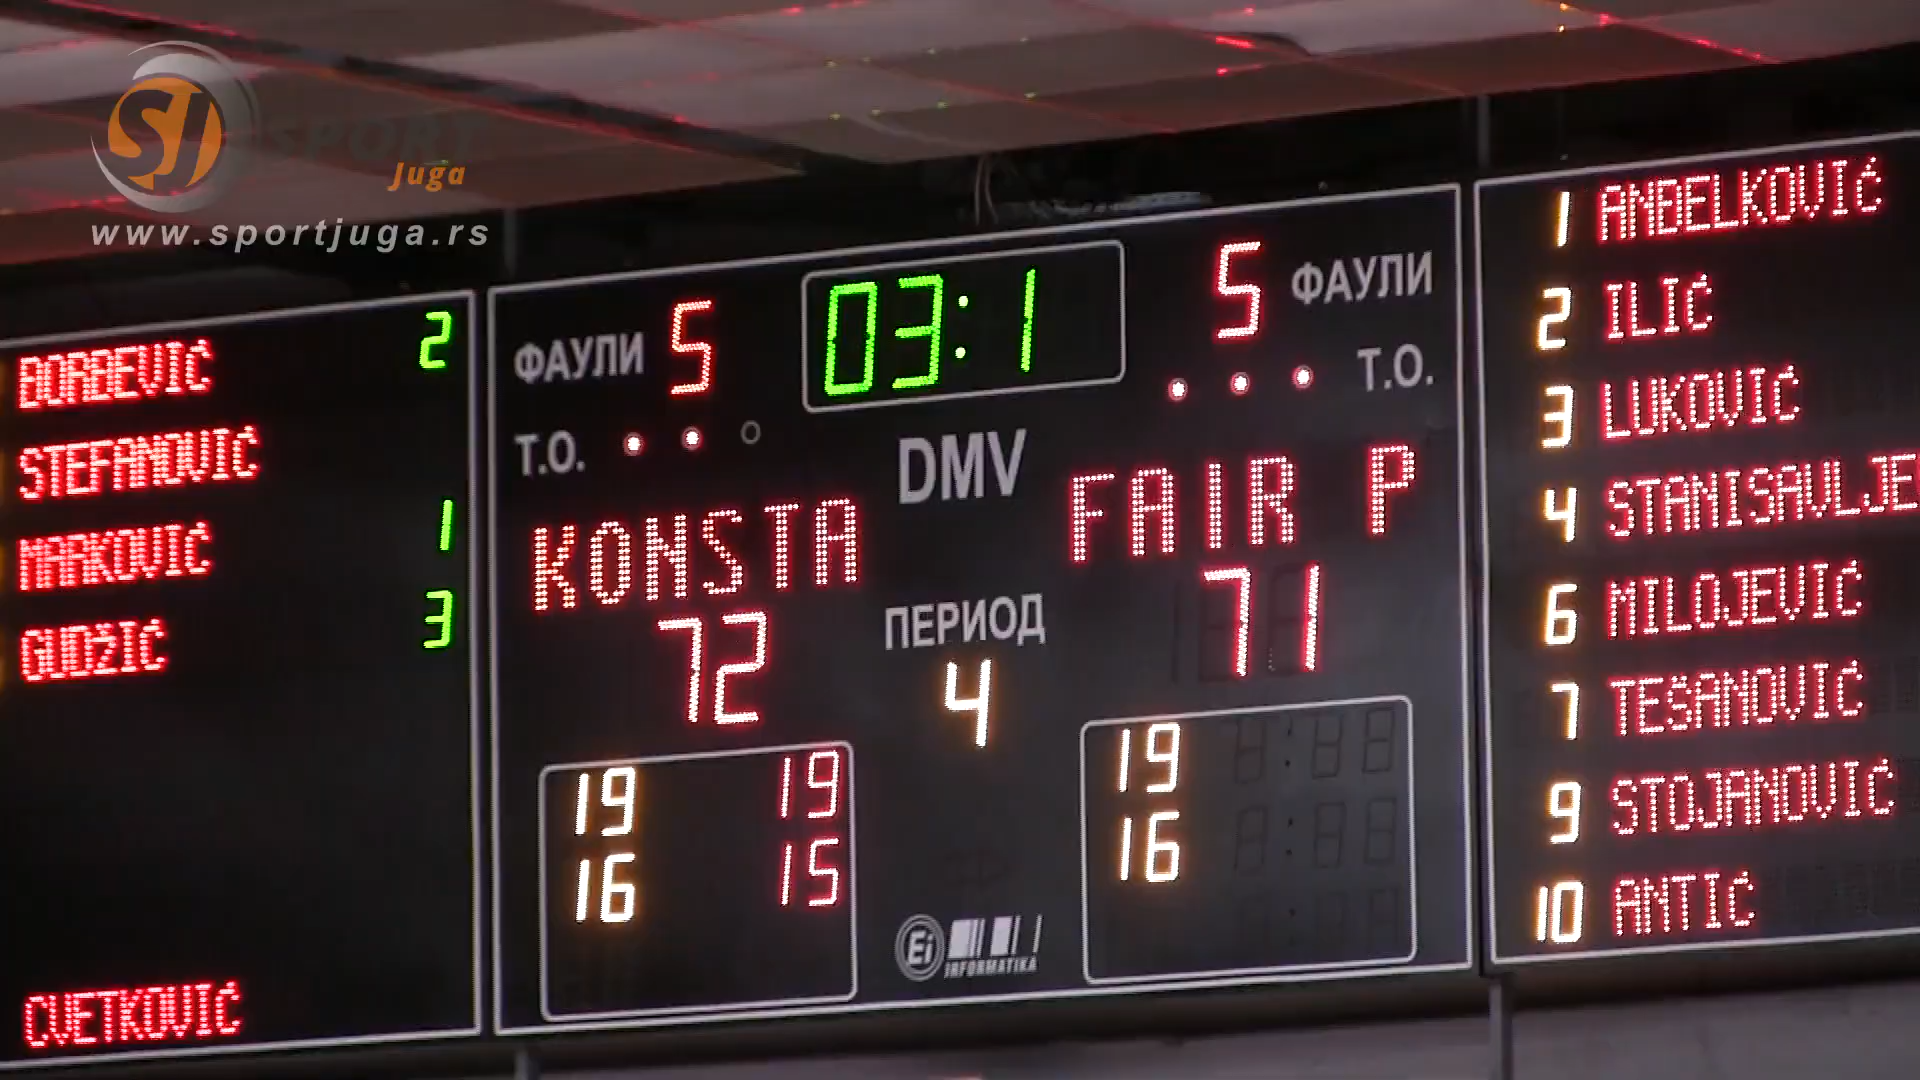 SPORT
Juga
www.sportjuga.rs
ĐORĐEVIĆ 2
STEFANOVIĆ
MARKOVIĆ 1
GUDŽIĆ 3
CVETKOVIĆ
ФАУЛИ 5
03:1
5 ФАУЛИ
Т.О.
Т.О.
DMV
KONSTA
FAIR P
72
ПЕРИОД
71
4
19 19
16 15
19
16
Ei INFORMATIKA
1 ANĐELKOVIĆ
2 ILIĆ
3 LUKOVIĆ
4 STANISAVLJE
6 MILOJEVIĆ
7 TEŠANOVIĆ
9 STOJANOVIĆ
10 ANTIĆ